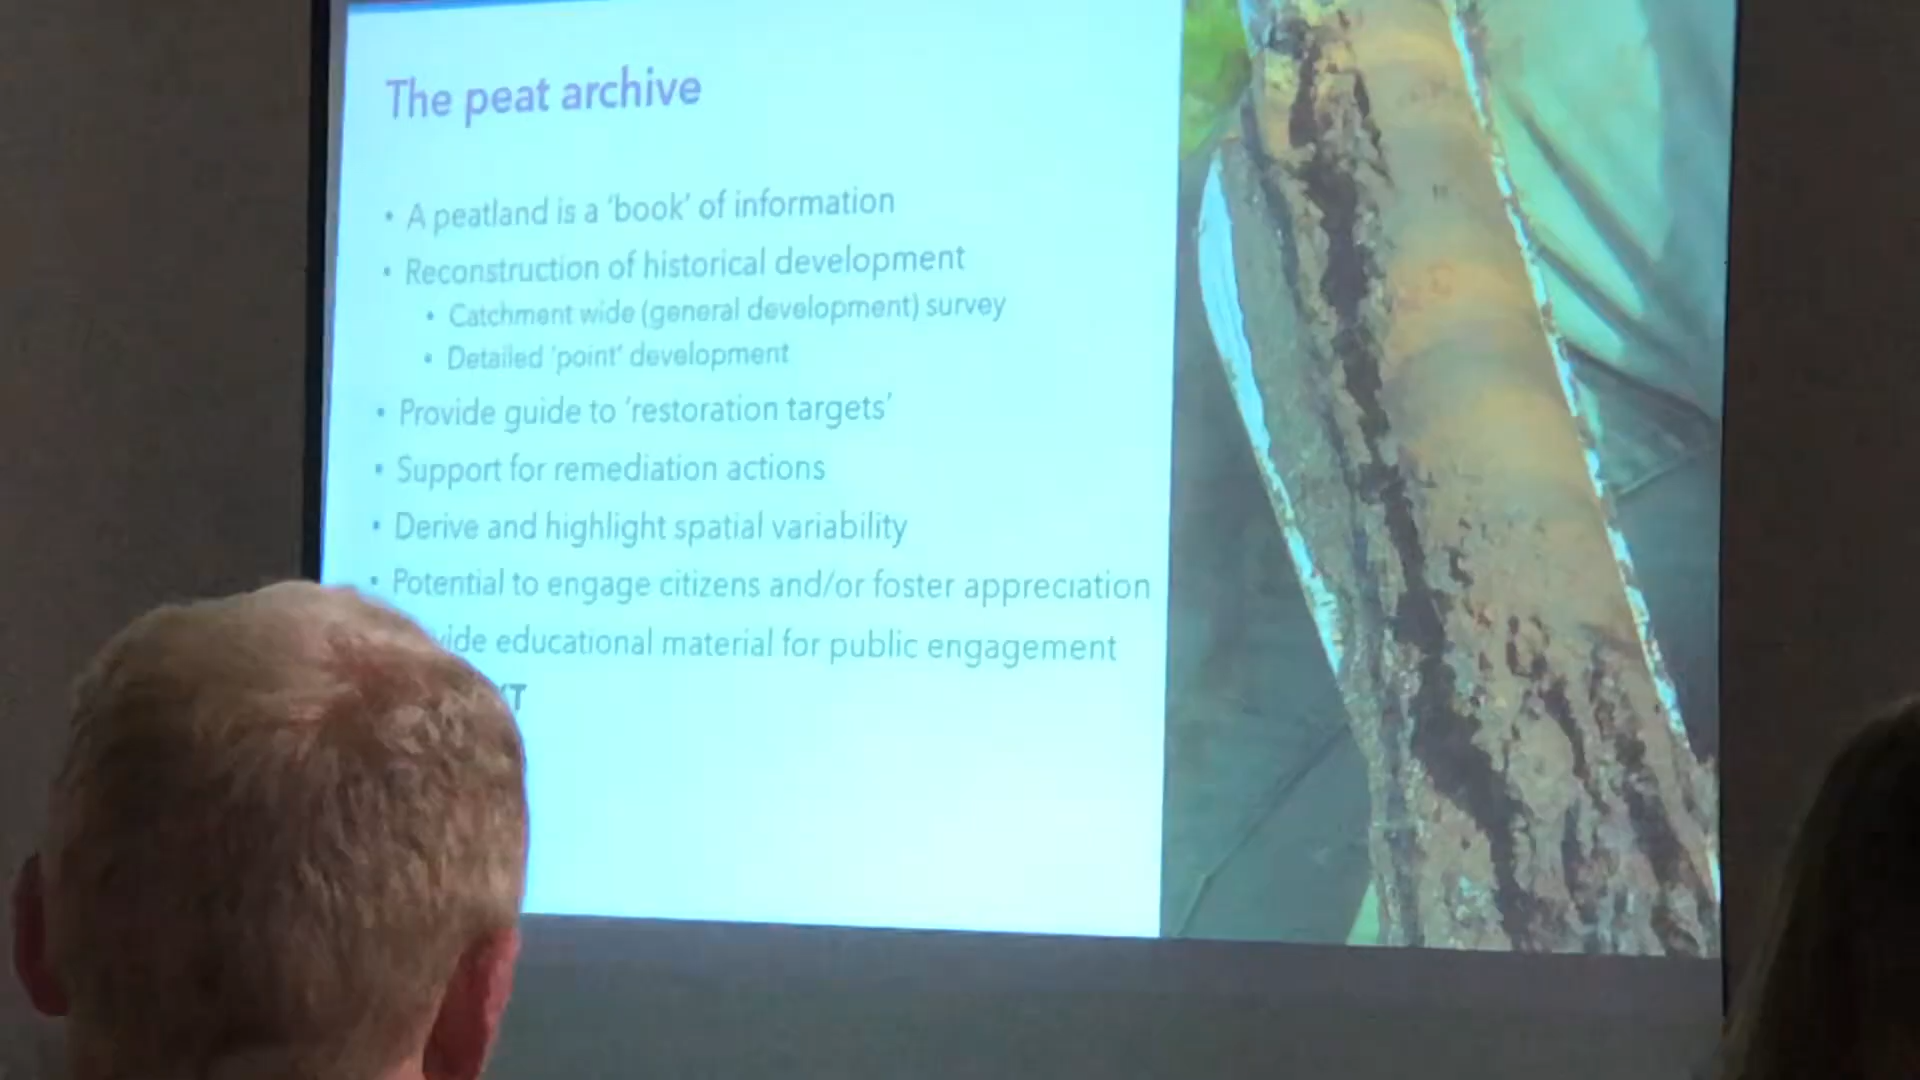 The peat archive
• A peatland is a 'book' of information
• Reconstruction of historical development
• Catchment wide (general development) survey
• Detailed 'point' development
• Provide guide to 'restoration targets'
• Support for remediation actions
• Derive and highlight spatial variability
• Potential to engage citizens and/or foster appreciation
educational material for public engagement